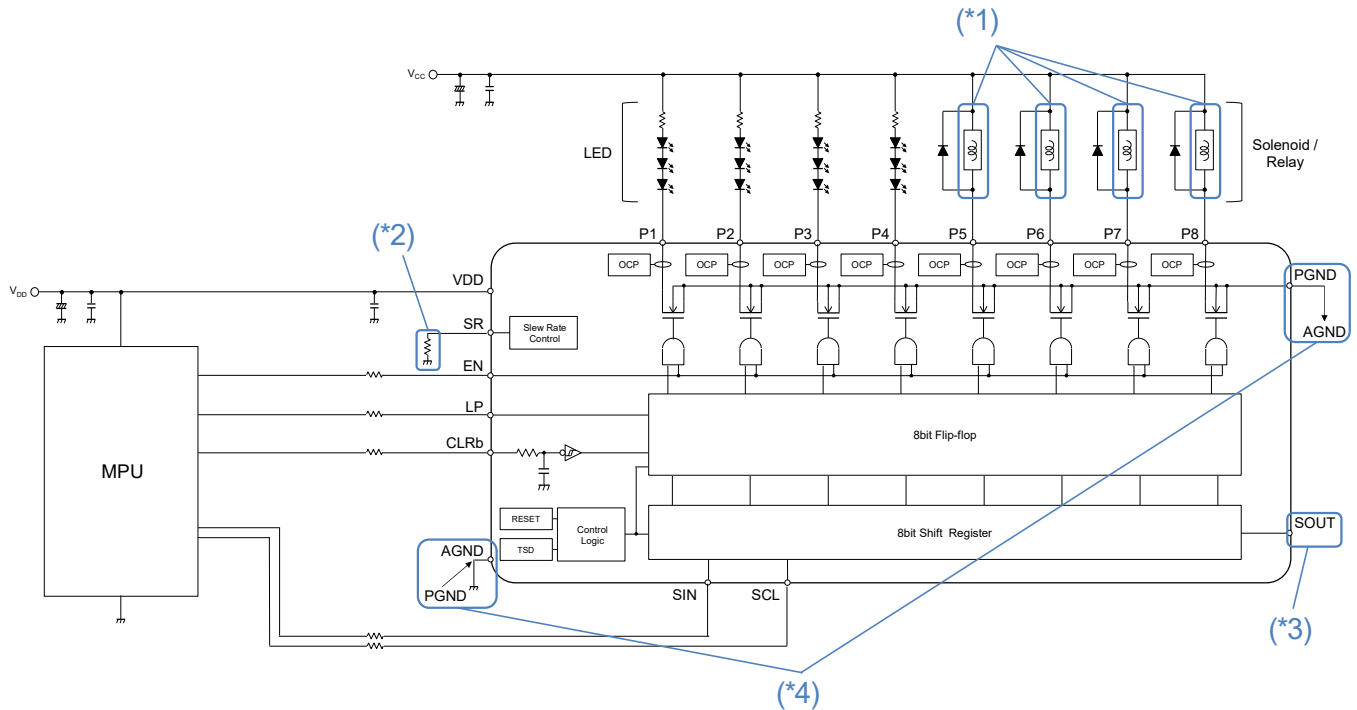 (*1)
VCC
LED
Solenoid /
Relay
(*2)
P1 P2 P3 P4 P5 P6 P7 P8
OCP OCP OCP OCP OCP OCP OCP OCP
VDD
VDD
PGND
AGND
SR
Slew Rate
Control
EN
LP
8bit Flip-flop
CLRb
MPU
RESET
TSD
Control
Logic
8bit Shift Register
SOUT
AGND
PGND
SIN SCL
(*3)
(*4)